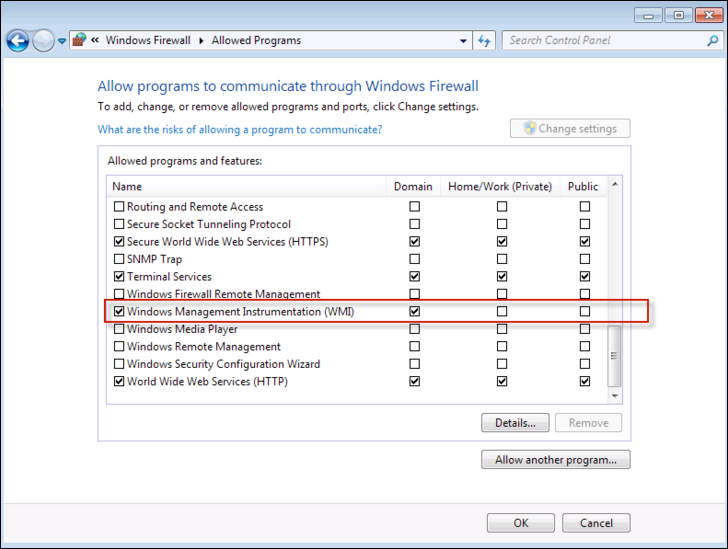 « Windows Firewall ▸ Allowed Programs
Search Control Panel
Allow programs to communicate through Windows Firewall
To add, change, or remove allowed programs and ports, click Change settings.
What are the risks of allowing a program to communicate?
Change settings
Allowed programs and features:
Name Domain Home/Work (Private) Public
Routing and Remote Access
Secure Socket Tunneling Protocol
Secure World Wide Web Services (HTTPS)
SNMP Trap
Terminal Services
Windows Firewall Remote Management
Windows Management Instrumentation (WMI)
Windows Media Player
Windows Remote Management
Windows Security Configuration Wizard
World Wide Web Services (HTTP)
Details... Remove
Allow another program...
OK Cancel